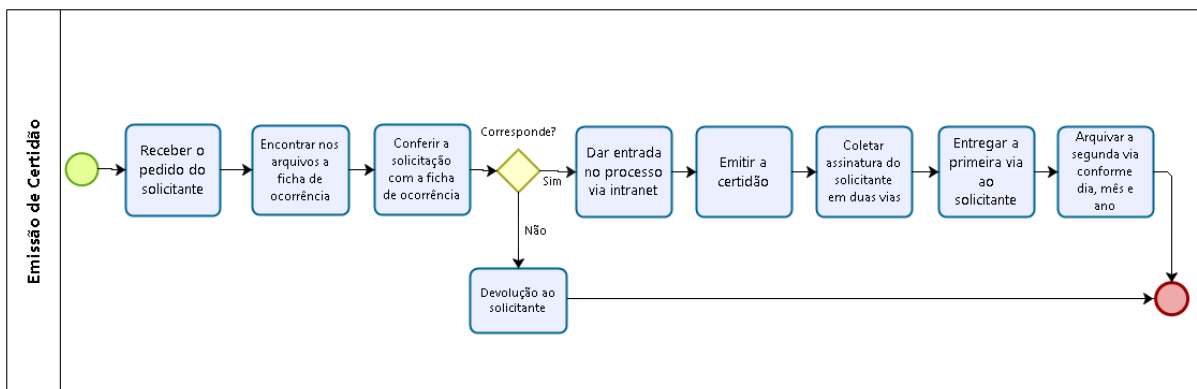 Emissão de Certidão
Receber o
pedido do
solicitante
Encontrar nos
arquivos a
ficha de
ocorrência
Conferir a
solicitação
com a ficha
de ocorrência
Corresponde?
Sim
Não
Dar entrada
no processo
via intranet
Emitir a
certidão
Coletar
assinatura do
solicitante
em duas vias
Entregar a
primeira via
ao
solicitante
Arquivar a
segunda via
conforme
dia, mês e
ano
Devolução ao
solicitante